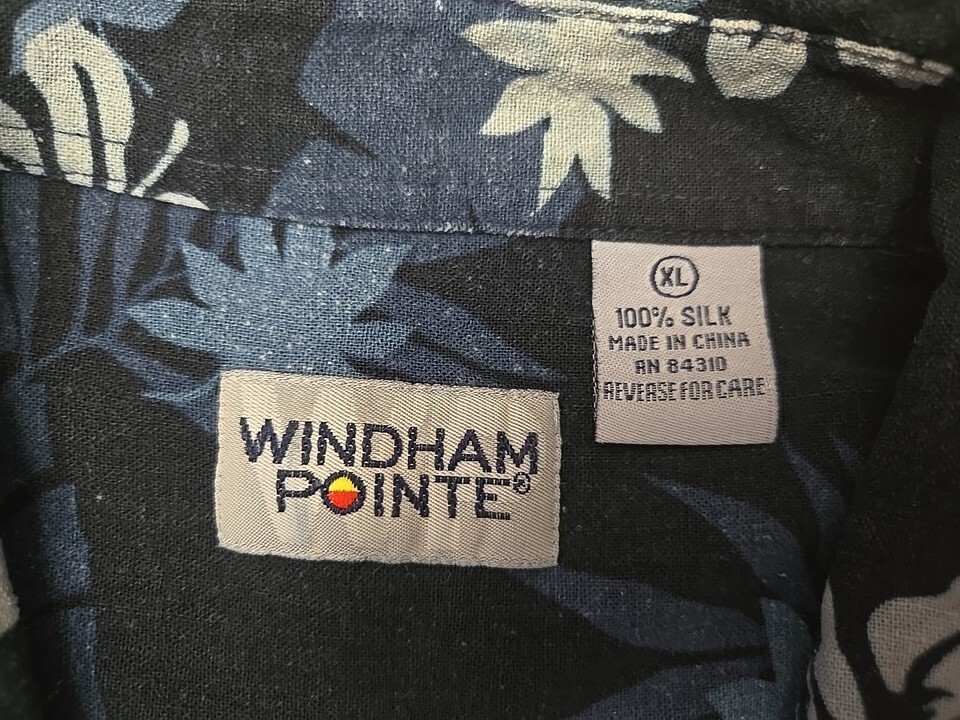 WINDHAM
POINTE®
XL
100% SILK
MADE IN CHINA
RN 84310
REVERSE FOR CARE